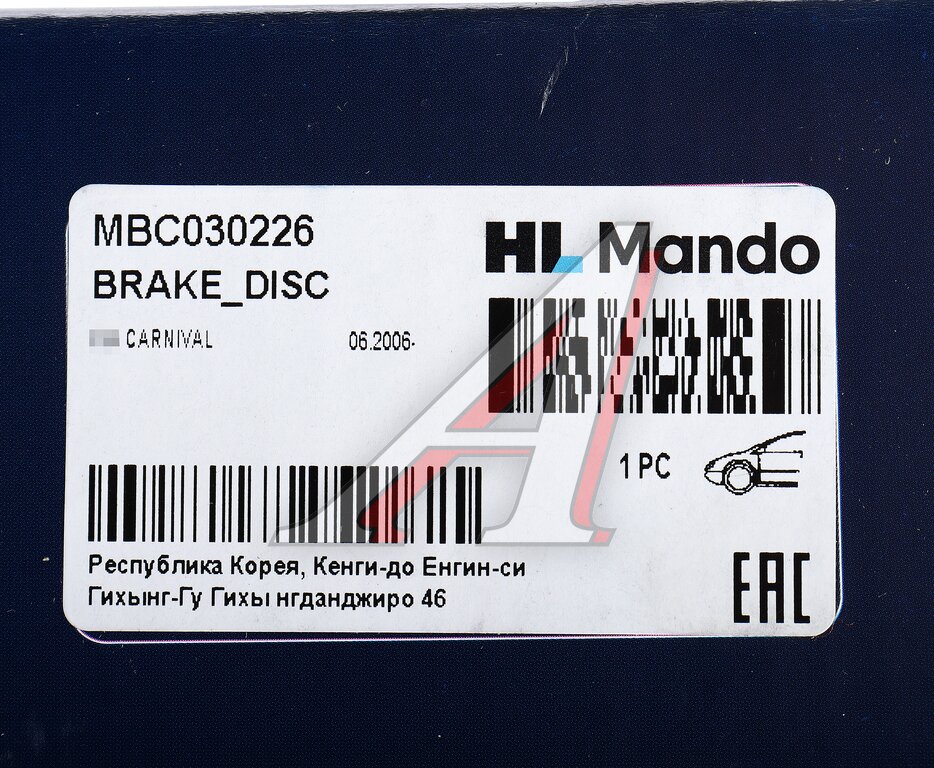 MBC030226
BRAKE_DISC
HL Mando
CARNIVAL 06.2006-
1 PC
Республика Корея, Кенги-до Енгин-си
Гихынг-Гу Гихы нгданджиро 46
EAC